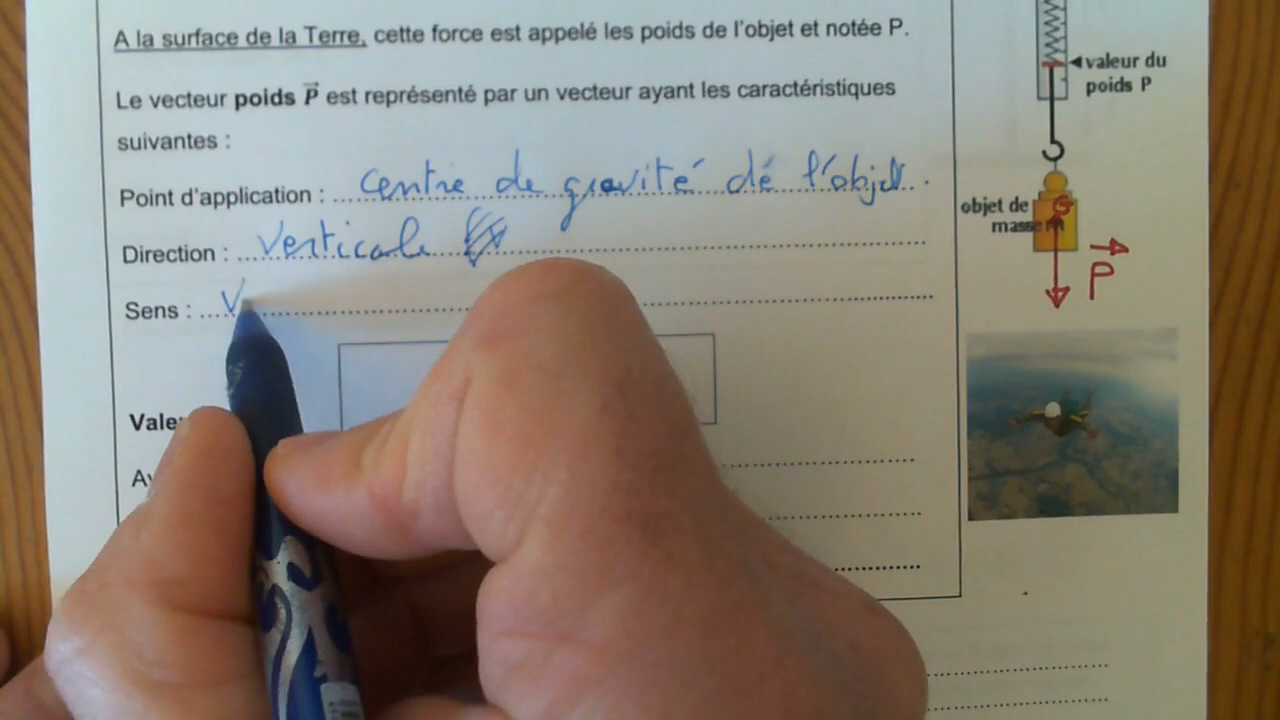 A la surface de la Terre, cette force est appelé les poids de l'objet et notée P.
Le vecteur poids P⃗ est représenté par un vecteur ayant les caractéristiques
suivantes :
Point d'application : centre de gravité de l'objet.
Direction : Verticale
Sens : V
Vale
Av
valeur du
poids P
objet de
masse m
G
P⃗